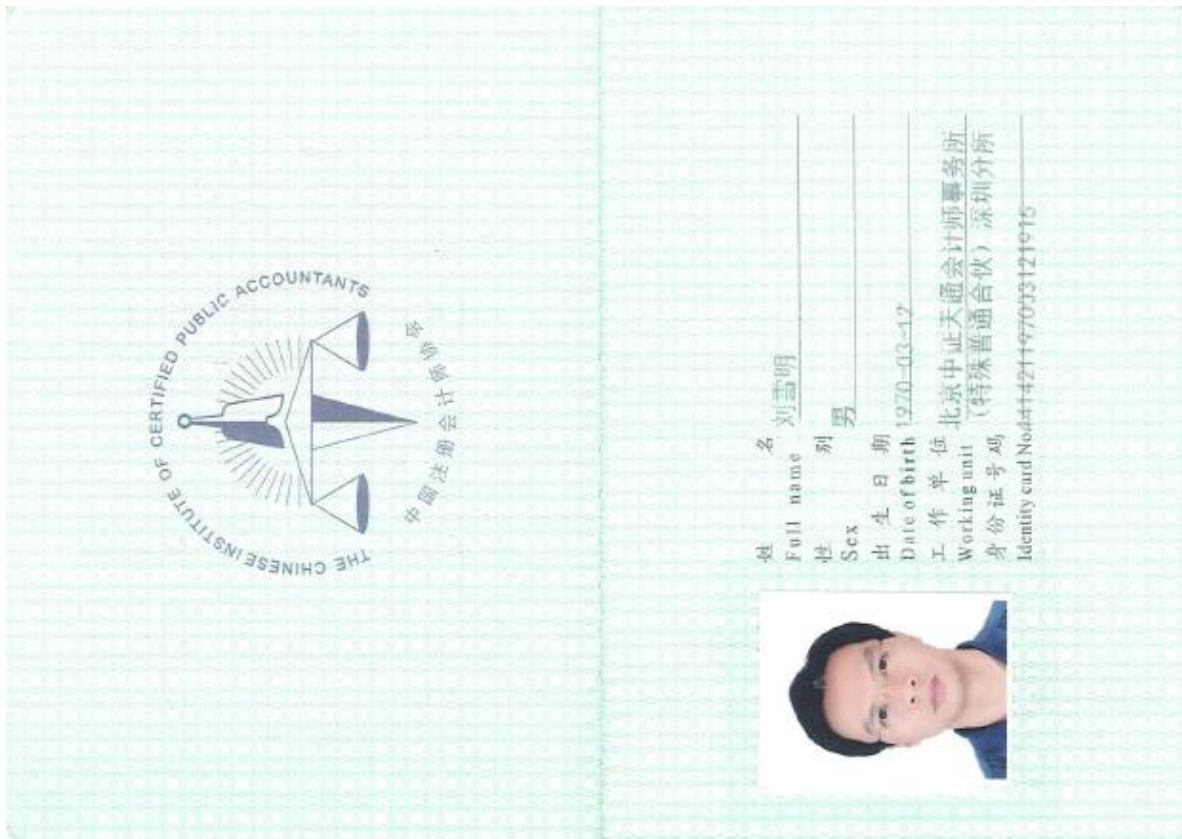 THE CHINESE INSTITUTE OF CERTIFIED PUBLIC ACCOUNTANTS
中国注册会计师协会
姓 名 刘雪明
Full name
性 别 男
Sex
出生日期 1970-03-12
Date of birth
工作单位 北京中证天通会计师事务所
Working unit (特殊普通合伙)深圳分所
身份证号码
Identity card No.